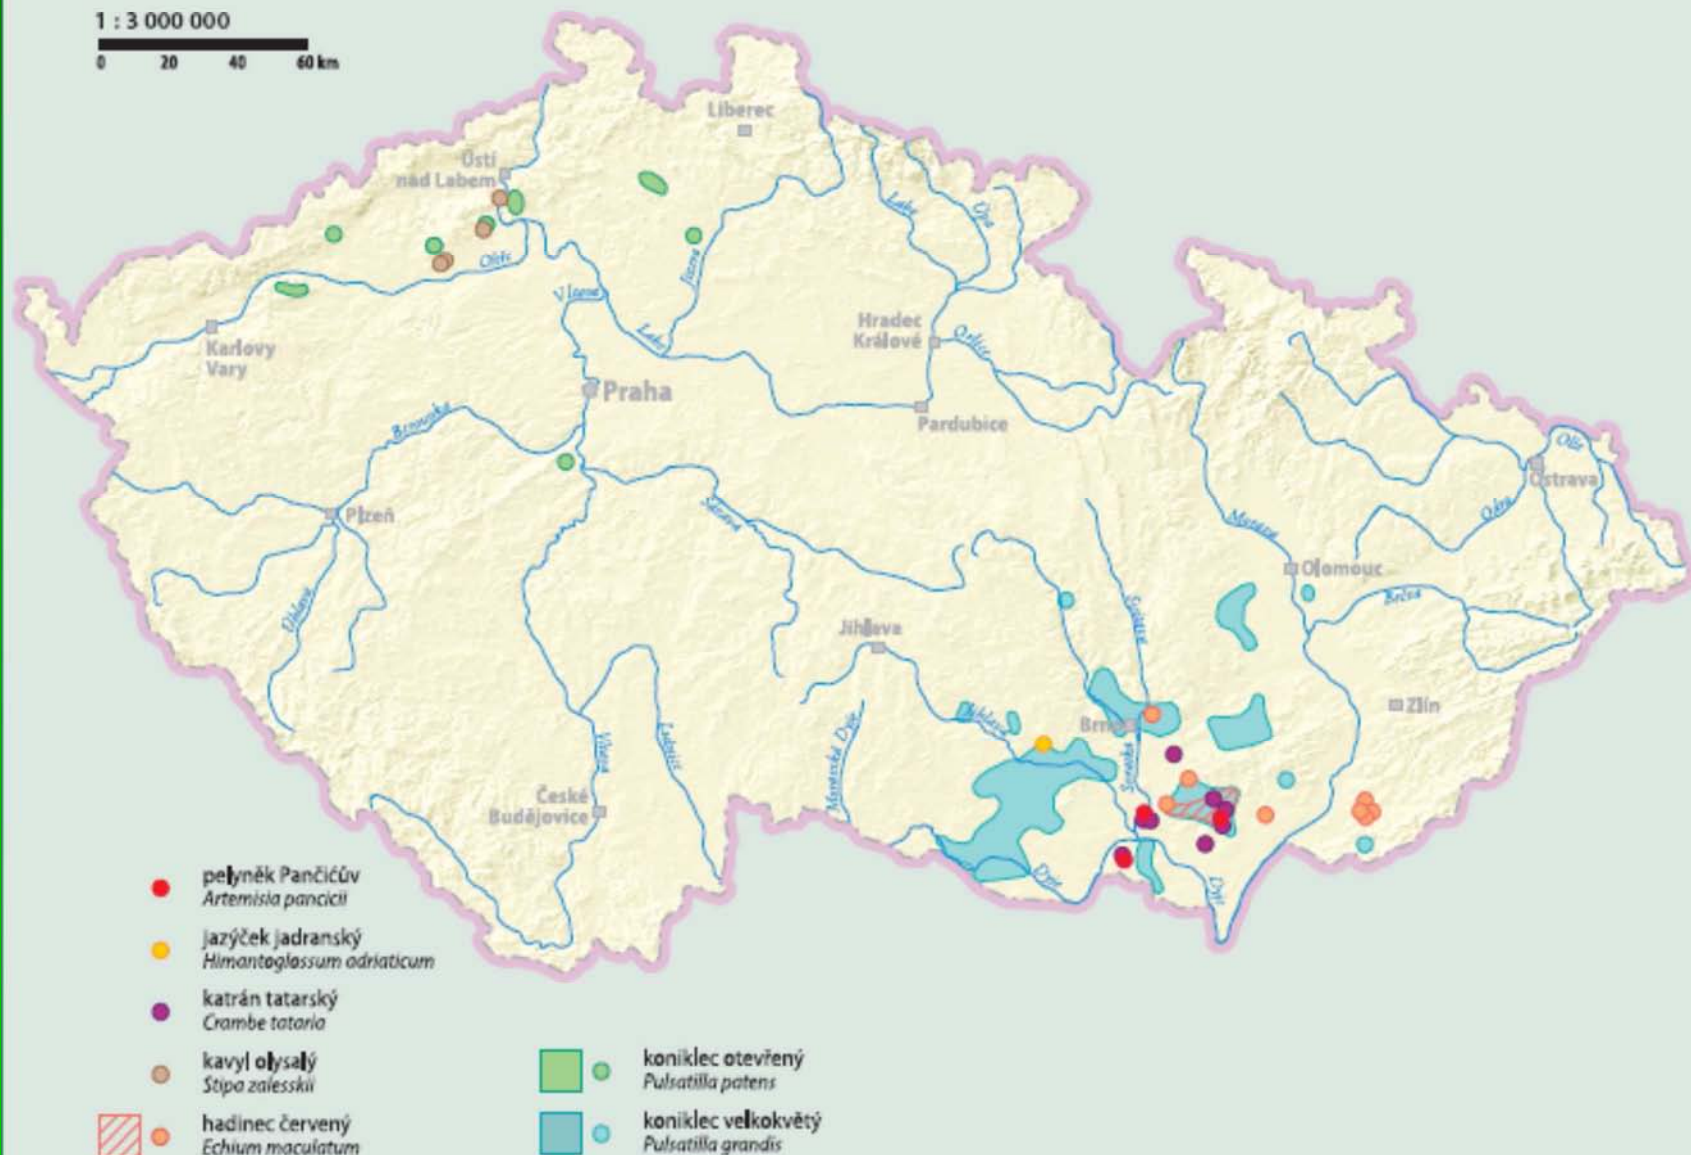 1 : 3 000 000
0 20 40 60 km
Liberec
Ústí
nad Labem
Labe
Úpa
Ohře
Jizera
Vltava
Labe
Hradec
Králové
Orlice
Karlovy
Vary
Praha
Pardubice
Berounka
Olše
Ostrava
Plzeň
Sázava
Morava
Odra
Olomouc
Bečva
Úhlava
Svitava
Jihlava
Zlín
Jihlava
Brno
Vltava
Lužnice
Moravská Dyje
Svratka
České
Budějovice
Dyje
Dyje
pelyněk Pančićův
Artemisia pancicii
jazýček jadranský
Himantoglossum adriaticum
katrán tatarský
Crambe tataria
kavyl olysalý
Stipa zalesskii
hadinec červený
Echium maculatum
koniklec otevřený
Pulsatilla patens
koniklec velkokvětý
Pulsatilla grandis